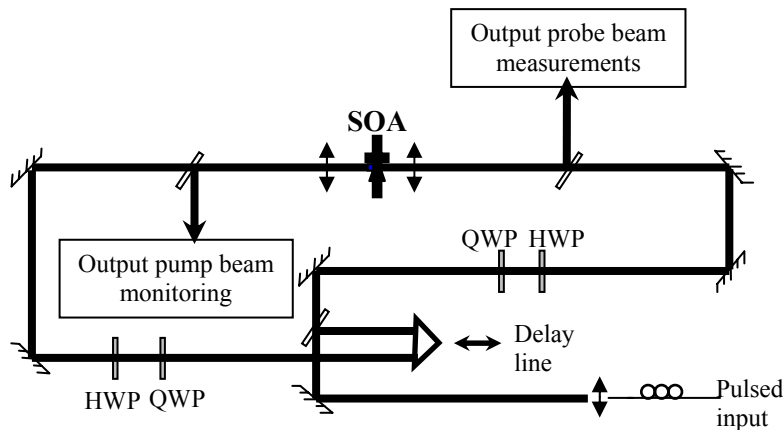 Output probe beam
measurements
SOA
QWP HWP
Output pump beam
monitoring
Delay
line
HWP QWP
Pulsed
input